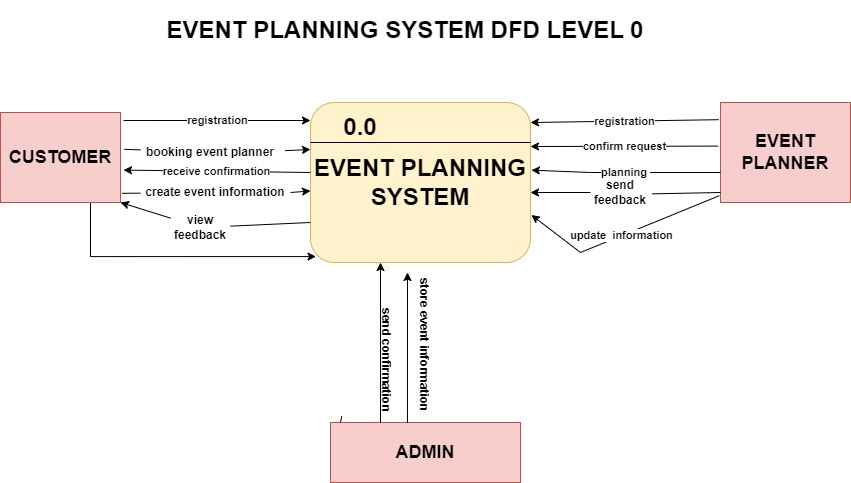 EVENT PLANNING SYSTEM DFD LEVEL 0
CUSTOMER
registration
booking event planner
receive confirmation
create event information
view
feedback
0.0
EVENT PLANNING
SYSTEM
registration
confirm request
planning
send
feedback
update information
EVENT
PLANNER
send confirmation
store event information
ADMIN